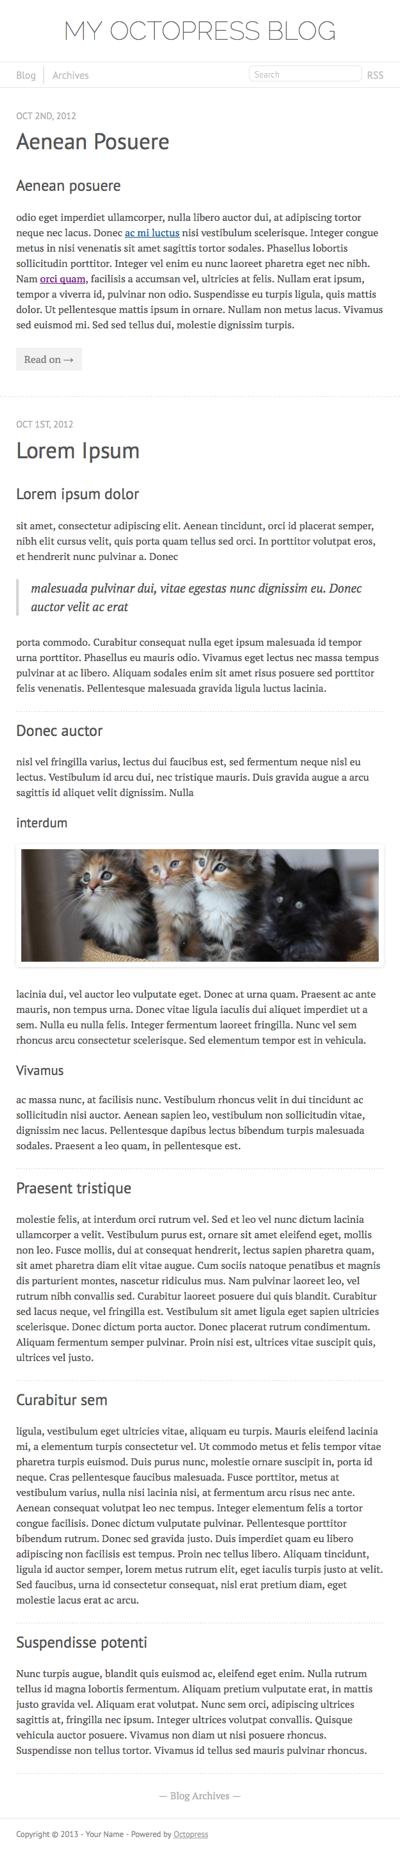 MY OCTOPRESS BLOG
Blog Archives Search RSS
OCT 2ND, 2012
Aenean Posuere
Aenean posuere
odio eget imperdiet ullamcorper, nulla libero auctor dui, at adipiscing tortor
neque nec lacus. Donec ac mi luctus nisi vestibulum scelerisque. Integer congue
metus in nisi venenatis sit amet sagittis tortor sodales. Phasellus lobortis
sollicitudin porttitor. Integer vel enim eu nunc laoreet pharetra eget nec nibh.
Nam orci quam, facilisis a accumsan vel, ultricies at felis. Nullam erat ipsum,
tempor a viverra id, pulvinar non odio. Suspendisse eu turpis ligula, quis mattis
dolor. Ut pellentesque mattis ipsum in ornare. Nullam non metus lacus. Vivamus
sed euismod mi. Sed sed tellus dui, molestie dignissim turpis.
Read on →
OCT 1ST, 2012
Lorem Ipsum
Lorem ipsum dolor
sit amet, consectetur adipiscing elit. Aenean tincidunt, orci id placerat semper,
nibh elit cursus velit, quis porta quam tellus sed orci. In porttitor volutpat eros,
et hendrerit nunc pulvinar a. Donec
malesuada pulvinar dui, vitae egestas nunc dignissim eu. Donec
auctor velit ac erat
porta commodo. Curabitur consequat nulla eget ipsum malesuada id tempor
urna porttitor. Phasellus eu mauris odio. Vivamus eget lectus nec massa tempus
pulvinar at ac libero. Aliquam sodales enim sit amet risus posuere sed porttitor
felis venenatis. Pellentesque malesuada gravida ligula luctus lacinia.
Donec auctor
nisl vel fringilla varius, lectus dui faucibus est, sed fermentum neque nisl eu
lectus. Vestibulum id arcu dui, nec tristique mauris. Duis gravida augue a arcu
sagittis id aliquet velit dignissim. Nulla
interdum
lacinia dui, vel auctor leo vulputate eget. Donec at urna quam. Praesent ac ante
mauris, non tempus urna. Donec vitae ligula iaculis dui aliquet imperdiet ut a
sem. Nulla eu nulla felis. Integer fermentum laoreet fringilla. Nunc vel sem
rhoncus arcu consectetur scelerisque. Sed elementum tempor est in vehicula.
Vivamus
ac massa nunc, at facilisis nunc. Vestibulum rhoncus velit in dui tincidunt ac
sollicitudin nisi auctor. Aenean sapien leo, vestibulum non sollicitudin vitae,
dignissim nec lacus. Pellentesque dapibus lectus bibendum turpis malesuada
sodales. Praesent a leo quam, in pellentesque est.
Praesent tristique
molestie felis, at interdum orci rutrum vel. Sed et leo vel nunc dictum lacinia
ullamcorper a velit. Vestibulum purus est, ornare sit amet eleifend eget, mollis
non leo. Fusce mollis, dui at consequat hendrerit, lectus sapien pharetra quam,
sit amet pharetra diam elit vitae augue. Cum sociis natoque penatibus et magnis
dis parturient montes, nascetur ridiculus mus. Nam pulvinar laoreet leo, vel
rutrum nibh convallis sed. Curabitur laoreet posuere dui quis blandit. Curabitur
sed lacus neque, vel fringilla est. Vestibulum sit amet ligula eget sapien ultricies
scelerisque. Donec dictum porta auctor. Donec placerat rutrum condimentum.
Aliquam fermentum semper pulvinar. Proin nisi est, ultrices vitae suscipit quis,
ultrices vel justo.
Curabitur sem
ligula, vestibulum eget ultricies vitae, aliquam eu turpis. Mauris eleifend lacinia
mi, a elementum turpis consectetur vel. Ut commodo metus et felis tempor vitae
pharetra turpis euismod. Duis purus nunc, molestie ornare suscipit in, porta id
neque. Cras pellentesque faucibus malesuada. Fusce porttitor, metus at
vestibulum varius, nulla nisi lacinia nisi, at fermentum arcu risus nec ante.
Aenean consequat volutpat leo nec tempus. Integer elementum felis a tortor
congue facilisis. Donec dictum vulputate pulvinar. Pellentesque porttitor
bibendum rutrum. Donec sed gravida justo. Duis imperdiet quam eu libero
adipiscing non facilisis est tempus. Proin nec tellus libero. Aliquam tincidunt,
ligula id auctor semper, lorem metus rutrum elit, eget iaculis turpis justo at velit.
Sed faucibus, urna id consectetur consequat, nisl erat pretium diam, eget
molestie lacus erat ac arcu.
Suspendisse potenti
Nunc turpis augue, blandit quis euismod ac, eleifend eget enim. Nulla rutrum
tellus id magna lobortis fermentum. Aliquam pretium vulputate erat, in mattis
justo gravida vel. Aliquam erat volutpat. Nunc sem orci, adipiscing ultrices
sagittis at, fringilla nec ipsum. Integer ultrices volutpat convallis. Quisque
vehicula auctor posuere. Vivamus non diam ut nisi posuere rhoncus.
Suspendisse non tellus tortor. Vivamus id tellus sed mauris pulvinar rhoncus.
— Blog Archives —
Copyright © 2013 - Your Name - Powered by Octopress